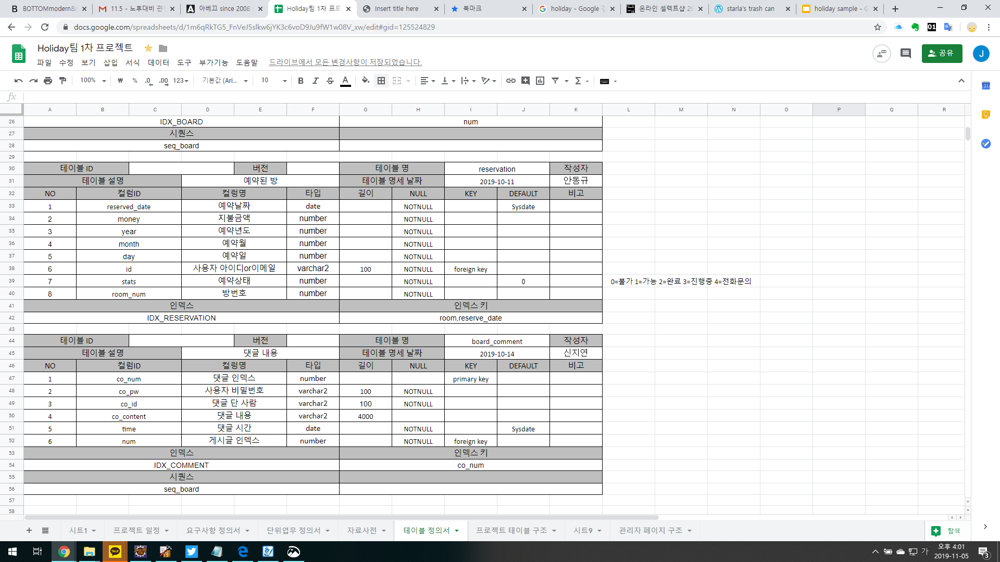 BOTTOMmodern& 11.5 - 노후대비 관 아베끄 since 2008 Holiday팀 1차 프로 Insert title here 북마크 holiday - Google 온라인 셀렉트샵 29 starla's trash can holiday sample - G
docs.google.com/spreadsheets/d/1m6qRkTG5_FnVeJ5slkw6jYK3c6voD9Ju9fW1w08V_xw/edit#gid=125524829
Holiday팀 1차 프로젝트
파일 수정 보기 삽입 서식 데이터 도구 부가기능 도움말 드라이브에서 모든 변경사항이 저장되었습니다.
공유 J
100% ₩ % .0 .00 123 기본값 (Ari... 10 B I S A Σ
fx
A B C D E F G H I J K L M N O P Q R
26 IDX_BOARD num
27 시퀀스
28 seq_board
29
30 테이블 ID 버전 테이블 명 reservation 작성자
31 테이블 설명 예약된 방 테이블 명세 날짜 2019-10-11 안동규
32 NO 컬럼ID 컬렁명 타입 길이 NULL KEY DEFAULT 비고
33 1 reserved_date 예약날짜 date NOTNULL Sysdate
34 2 money 지불금액 number NOTNULL
35 3 year 예약년도 number NOTNULL
36 4 month 예약월 number NOTNULL
37 5 day 예약일 number NOTNULL
38 6 id 사용자 아이디or이메일 varchar2 100 NOTNULL foreign key
39 7 stats 예약상태 number NOTNULL 0 0=불가 1=가능 2=완료 3=진행중 4=전화문의
40 8 room_num 방번호 number NOTNULL
41 인덱스 인덱스 키
42 IDX_RESERVATION room,reserve_date
43
44 테이블 ID 버전 테이블 명 board_comment 작성자
45 테이블 설명 댓글 내용 테이블 명세 날짜 2019-10-14 신지연
46 NO 컬럼ID 컬렁명 타입 길이 NULL KEY DEFAULT 비고
47 1 co_num 댓글 인덱스 number primary key
48 2 co_pw 사용자 비밀번호 varchar2 100 NOTNULL
49 3 co_id 댓글 단 사람 varchar2 100 NOTNULL
50 4 co_content 댓글 내용 varchar2 4000
51 5 time 댓글 시간 date NOTNULL Sysdate
52 6 num 게시글 인덱스 number NOTNULL foreign key
53 인덱스 인덱스 키
54 IDX_COMMENT co_num
55 시퀀스
56 seq_board
57
58
시트1 프로젝트 일정 요구사항 정의서 단위업무 정의서 자료사전 테이블 정의서 프로젝트 테이블 구조 시트9 관리자 페이지 구조 탐색
가 오후 4:01
2019-11-05 3